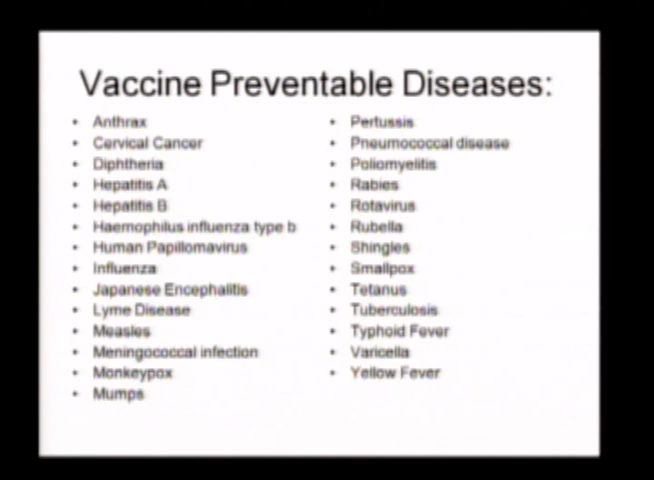 Vaccine Preventable Diseases:
• Anthrax
• Cervical Cancer
• Diphtheria
• Hepatitis A
• Hepatitis B
• Haemophilus influenza type b
• Human Papillomavirus
• Influenza
• Japanese Encephalitis
• Lyme Disease
• Measles
• Meningococcal infection
• Monkeypox
• Mumps
• Pertussis
• Pneumococcal disease
• Poliomyelitis
• Rabies
• Rotavirus
• Rubella
• Shingles
• Smallpox
• Tetanus
• Tuberculosis
• Typhoid Fever
• Varicella
• Yellow Fever